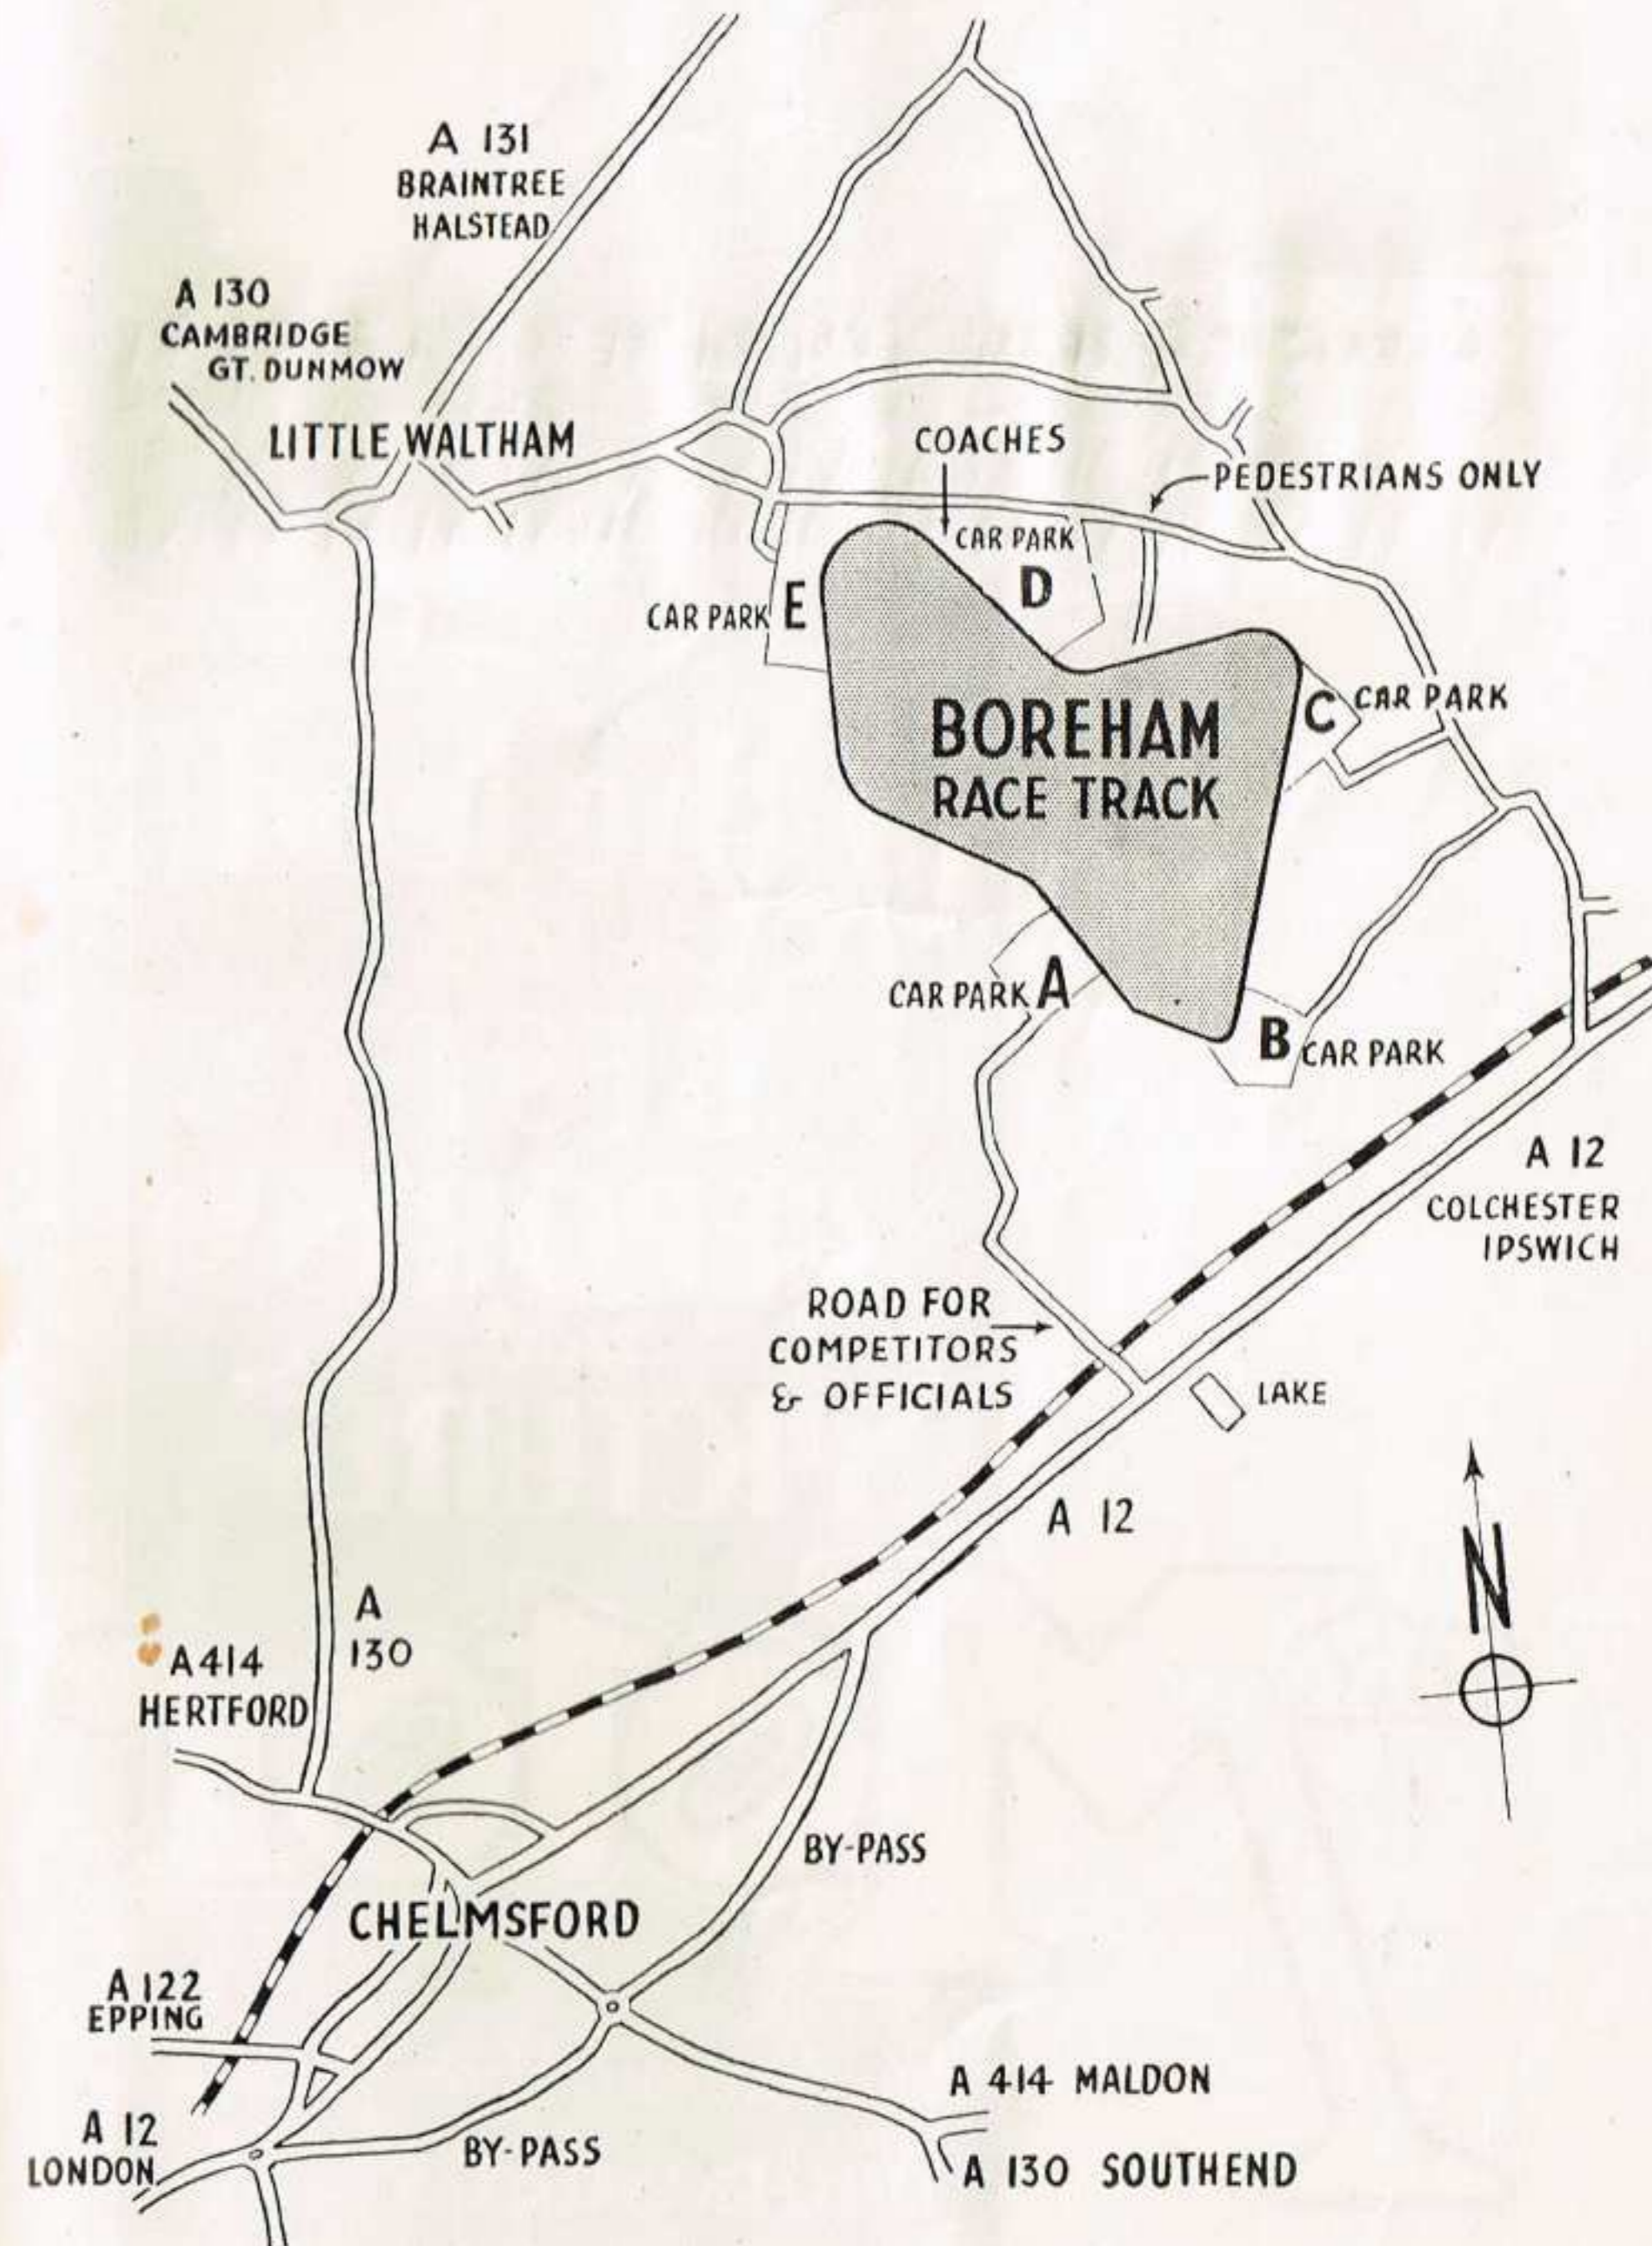 A 131
BRAINTREE
HALSTEAD
A 130
CAMBRIDGE
GT. DUNMOW
LITTLE WALTHAM
COACHES
PEDESTRIANS ONLY
CAR PARK
D
CAR PARK E
C CAR PARK
BOREHAM
RACE TRACK
CAR PARK A
B CAR PARK
A 12
COLCHESTER
IPSWICH
ROAD FOR
COMPETITORS
& OFFICIALS
LAKE
A 12
N
A
130
A 414
HERTFORD
BY-PASS
CHELMSFORD
A 122
EPPING
A 414 MALDON
A 12
LONDON
BY-PASS
A 130 SOUTHEND